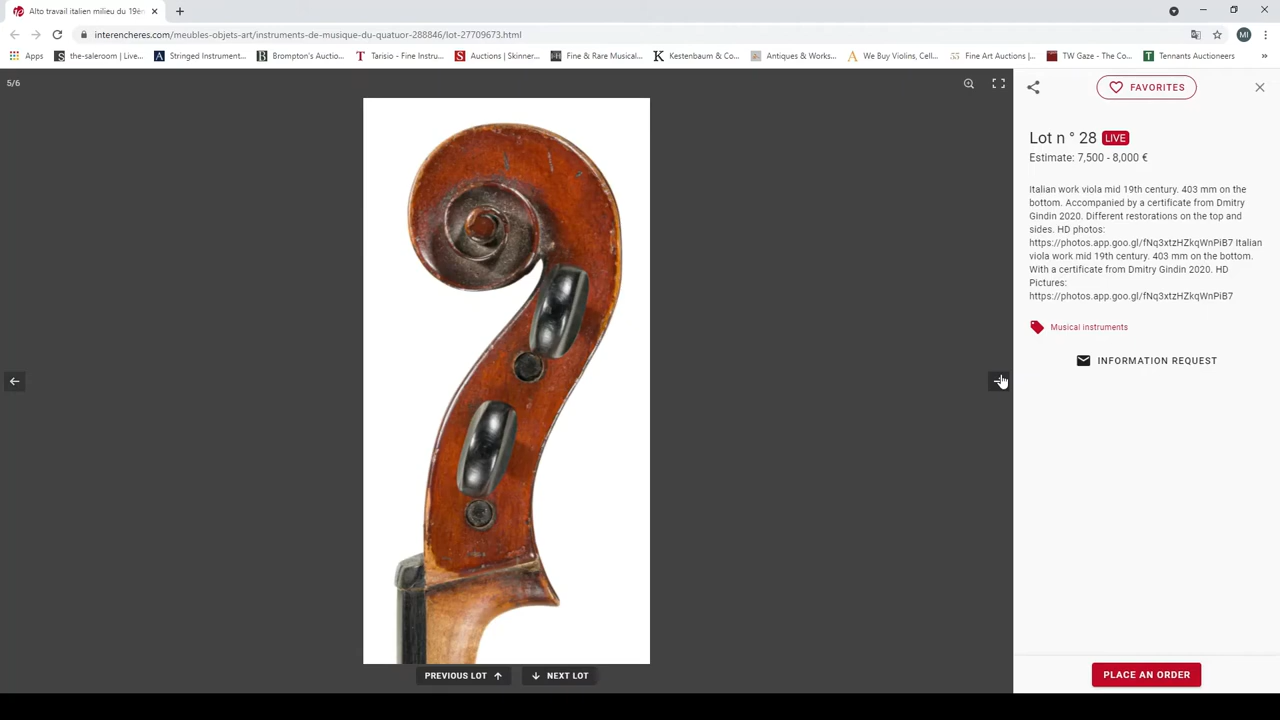 Alto travail italien milieu du 19èm
interencheres.com/meubles-objets-art/instruments-de-musique-du-quatuor-288846/lot-27709673.html
MI
Apps
the-saleroom | Live...
Stringed Instrument...
Brompton's Auctio...
Tarisio - Fine Instru...
Auctions | Skinner...
Fine & Rare Musical...
Kestenbaum & Co...
Antiques & Works...
We Buy Violins, Cell...
Fine Art Auctions |...
TW Gaze - The Co...
Tennants Auctioneers
»
5/6
FAVORITES
Lot n ° 28 LIVE
Estimate: 7,500 - 8,000 €
Italian work viola mid 19th century. 403 mm on the
bottom. Accompanied by a certificate from Dmitry
Gindin 2020. Different restorations on the top and
sides. HD photos:
https://photos.app.goo.gl/fNq3xtzHZkqWnPiB7 Italian
viola work mid 19th century. 403 mm on the bottom.
With a certificate from Dmitry Gindin 2020. HD
Pictures:
https://photos.app.goo.gl/fNq3xtzHZkqWnPiB7
Musical instruments
INFORMATION REQUEST
PREVIOUS LOT
NEXT LOT
PLACE AN ORDER